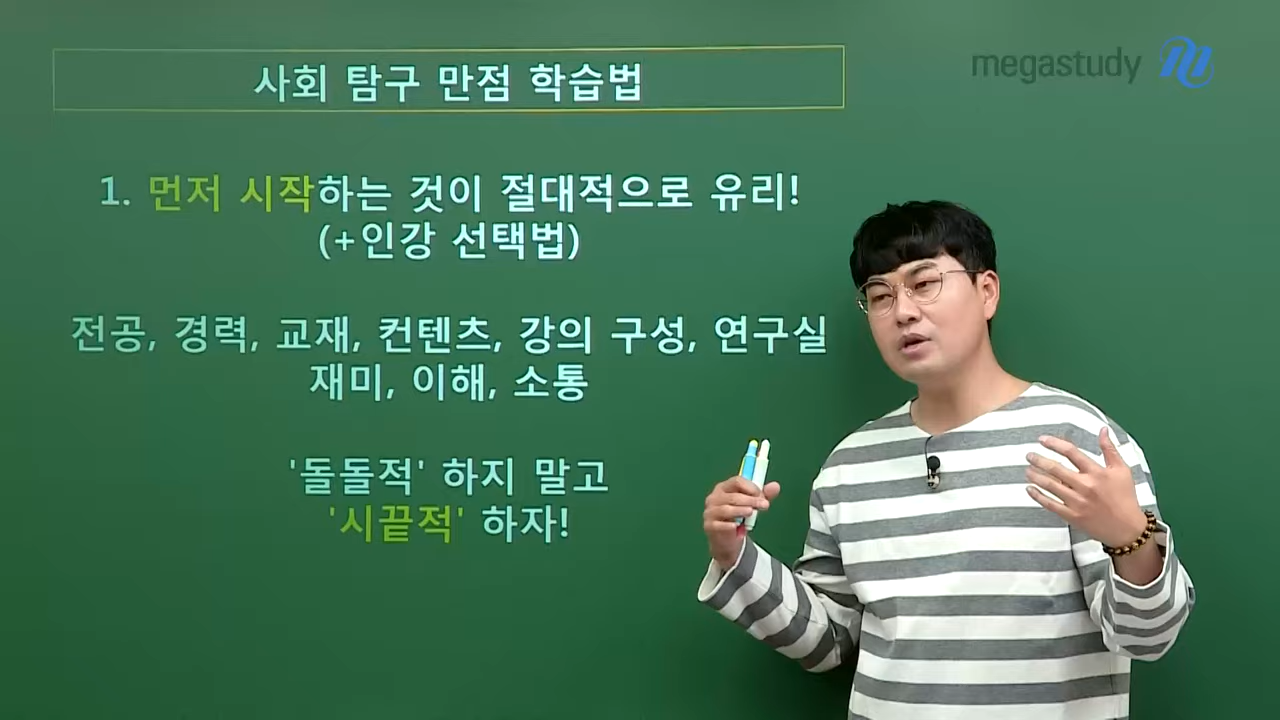 사회 탐구 만점 학습법
megastudy
1. 먼저 시작하는 것이 절대적으로 유리!
(+인강 선택법)
전공, 경력, 교재, 컨텐츠, 강의 구성, 연구실
재미, 이해, 소통
'돌돌적' 하지 말고
'시끝적' 하자!